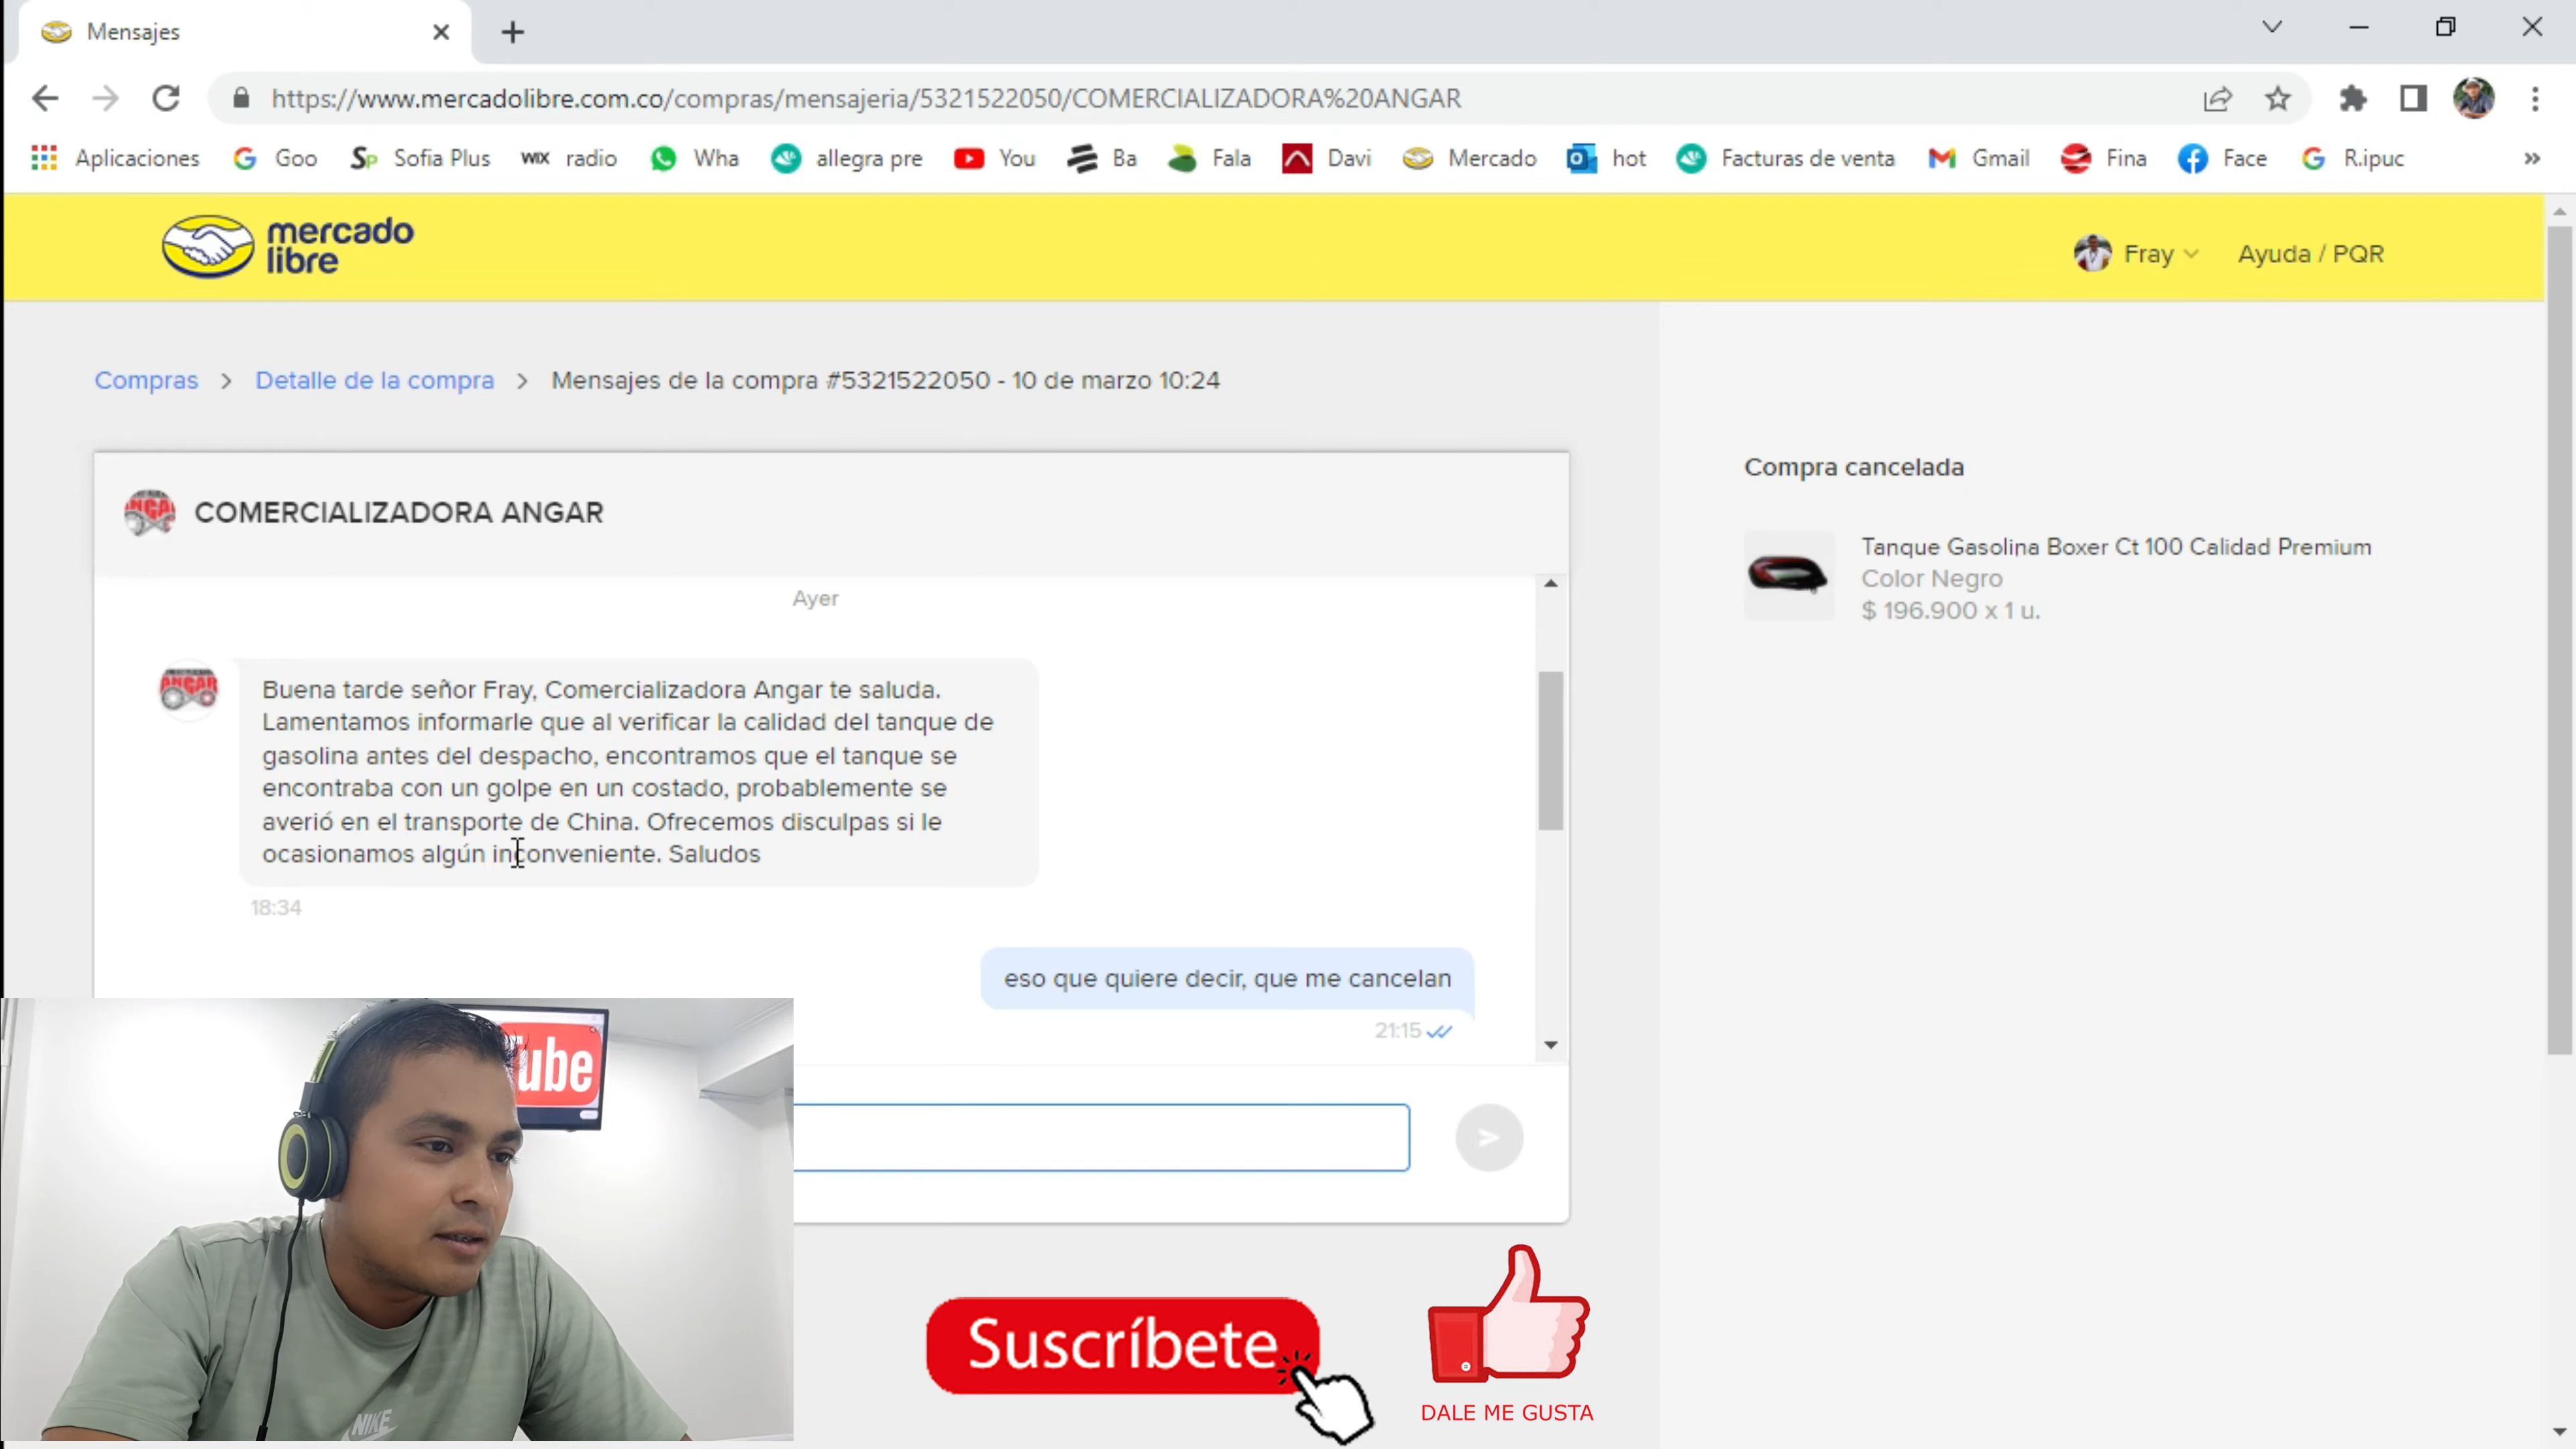 Mensajes
https://www.mercadolibre.com.co/compras/mensajeria/5321522050/COMERCIALIZADORA%20ANGAR
Aplicaciones Goo Sofia Plus WIX radio Wha allegra pre You Ba Fala Davi Mercado hot Facturas de venta Gmail Fina Face R.ipuc »
mercado
libre
Fray Ayuda / PQR
Compras > Detalle de la compra > Mensajes de la compra #5321522050 - 10 de marzo 10:24
COMERCIALIZADORA ANGAR
Compra cancelada
Tanque Gasolina Boxer Ct 100 Calidad Premium
Color Negro
$ 196.900 x 1 u.
Ayer
ANGAR
Buena tarde señor Fray, Comercializadora Angar te saluda.
Lamentamos informarle que al verificar la calidad del tanque de
gasolina antes del despacho, encontramos que el tanque se
encontraba con un golpe en un costado, probablemente se
averió en el transporte de China. Ofrecemos disculpas si le
ocasionamos algún inconveniente. Saludos
18:34
eso que quiere decir, que me cancelan
21:15
ube
NIKE
Suscríbete
DALE ME GUSTA